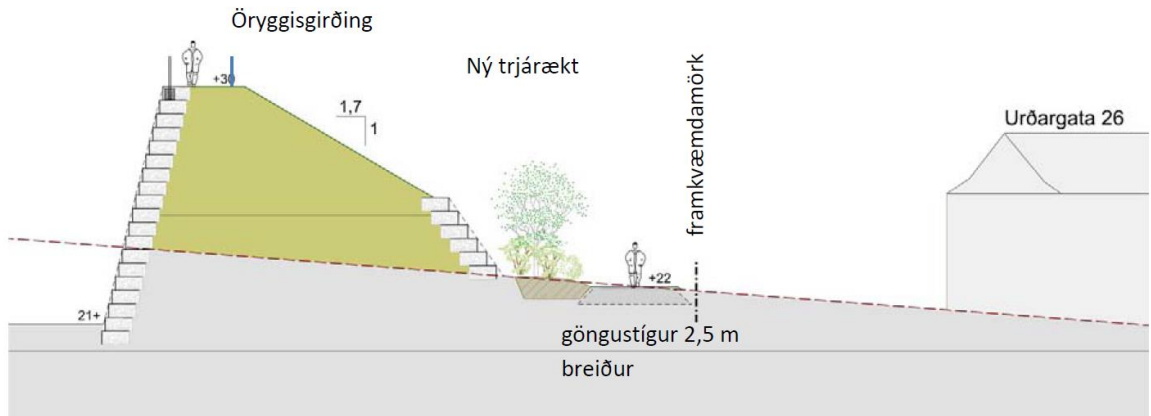 Öryggisgirðing
Ný trjárækt
+30
1,7
1
framkvæmdamörk
Urðargata 26
+22
21+
göngustígur 2,5 m
breiður